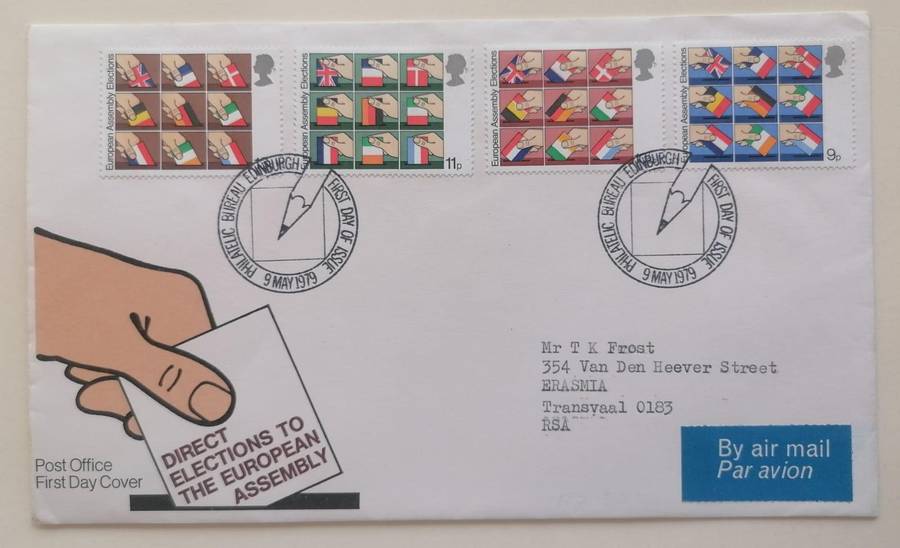 European Assembly Elections
European Assembly Elections
11p
European Assembly Elections
European Assembly Elections
9p
PHILATELIC BUREAU EDINBURGH
FIRST DAY OF ISSUE
9 MAY 1979
PHILATELIC BUREAU EDINBURGH
FIRST DAY OF ISSUE
9 MAY 1979
DIRECT
ELECTIONS TO
THE EUROPEAN
ASSEMBLY
Post Office
First Day Cover
Mr T K Frost
354 Van Den Heever Street
ERASMIA
Transvaal 0183
RSA
By air mail
Par avion